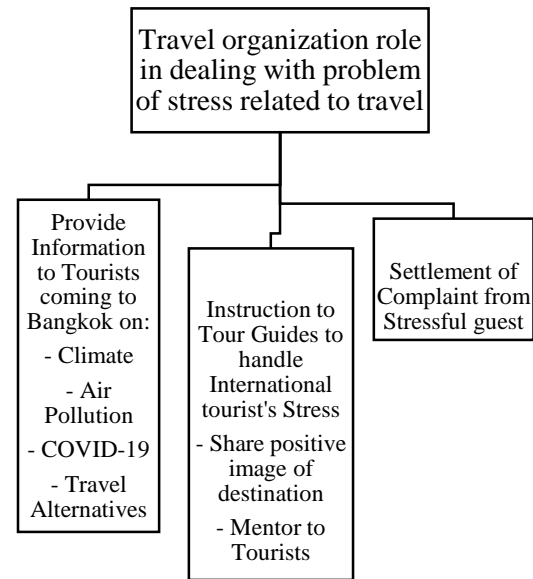 Travel organization role
in dealing with problem
of stress related to travel
Provide
Information
to Tourists
coming to
Bangkok on:
- Climate
- Air
Pollution
- COVID-19
- Travel
Alternatives
Instruction to
Tour Guides to
handle
International
tourist's Stress
- Share positive
image of
destination
- Mentor to
Tourists
Settlement of
Complaint from
Stressful guest